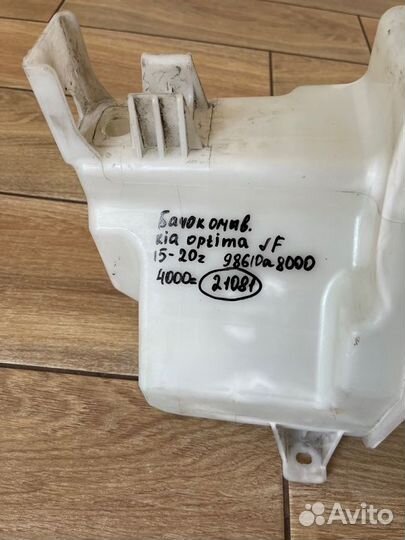 Бачок омыв.
Kia optima JF
15-20г 98610a8000
4000= 21081
Avito